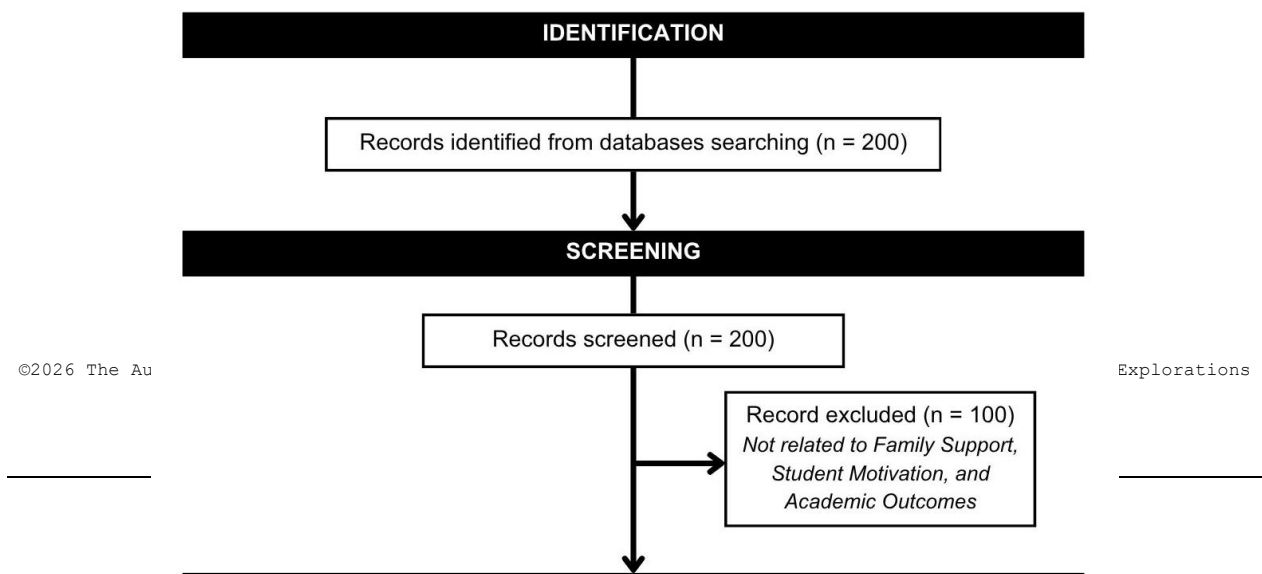 IDENTIFICATION
Records identified from databases searching (n = 200)
SCREENING
Records screened (n = 200)
©2026 The Au
Explorations
Record excluded (n = 100)
Not related to Family Support,
Student Motivation, and
Academic Outcomes